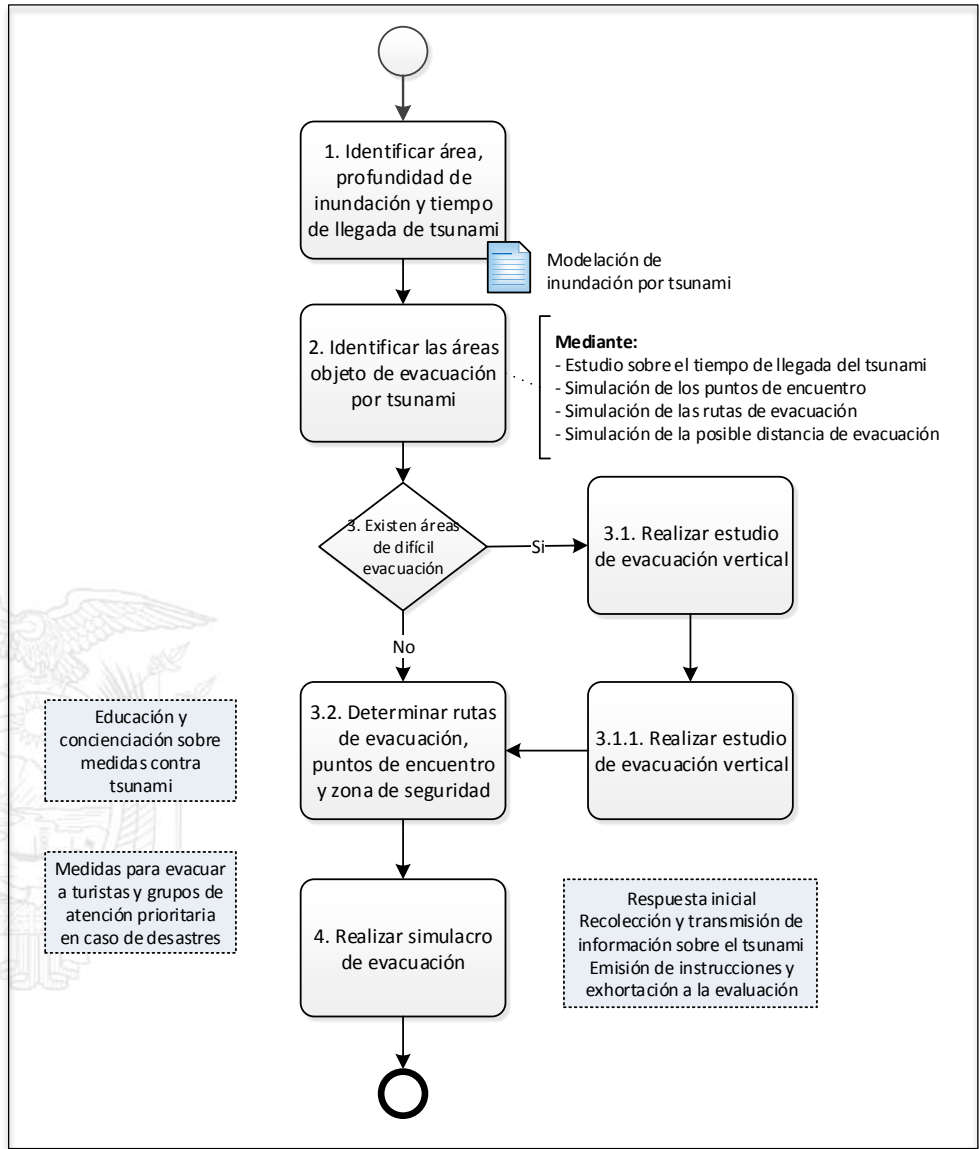 1. Identificar área,
profundidad de
inundación y tiempo
de llegada de tsunami
Modelación de
inundación por tsunami
2. Identificar las áreas
objeto de evacuación
por tsunami
Mediante:
- Estudio sobre el tiempo de llegada del tsunami
- Simulación de los puntos de encuentro
- Simulación de las rutas de evacuación
- Simulación de la posible distancia de evacuación
3. Existen áreas
de difícil
evacuación
Si
3.1. Realizar estudio
de evacuación vertical
No
3.2. Determinar rutas
de evacuación,
puntos de encuentro
y zona de seguridad
3.1.1. Realizar estudio
de evacuación vertical
Educación y
concienciación sobre
medidas contra
tsunami
Medidas para evacuar
a turistas y grupos de
atención prioritaria
en caso de desastres
4. Realizar simulacro
de evacuación
Respuesta inicial
Recolección y transmisión de
información sobre el tsunami
Emisión de instrucciones y
exhortación a la evaluación